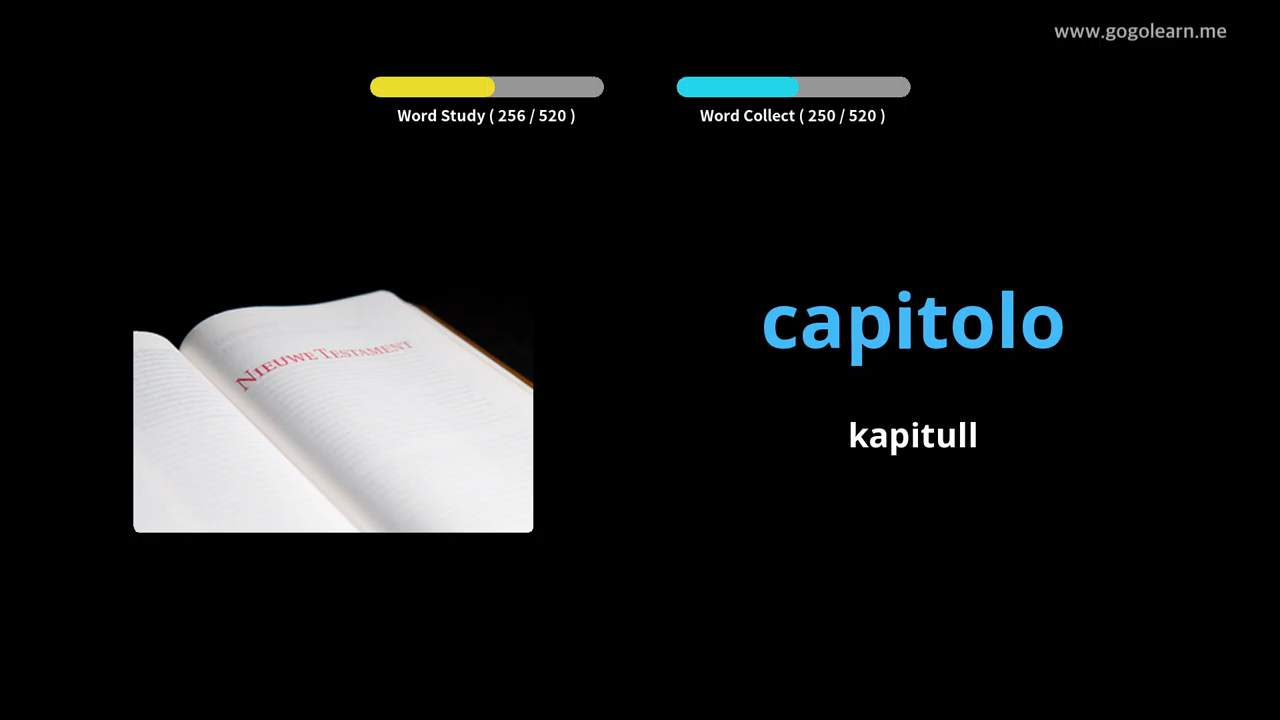 www.gogolearn.me
Word Study ( 256 / 520 )
Word Collect ( 250 / 520 )
NIEUWE TESTAMENT
capitolo
kapitull